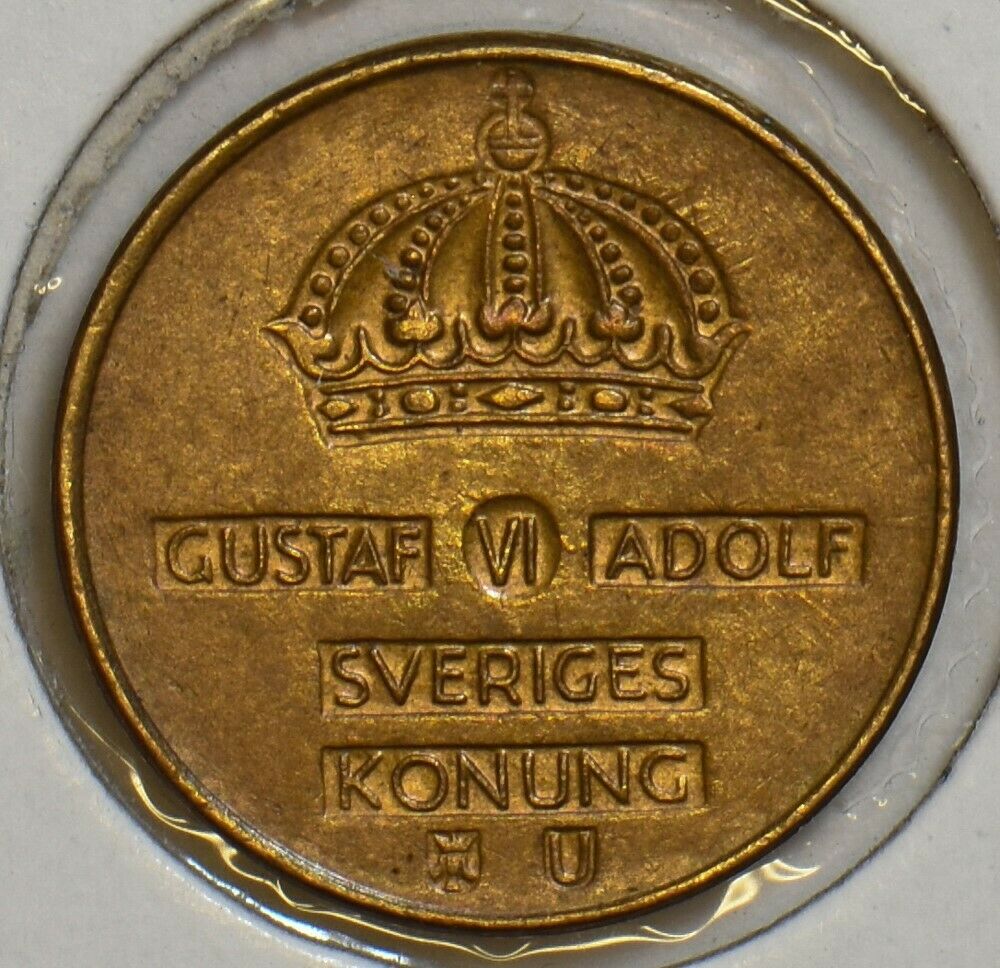 GUSTAF VI ADOLF
SVERIGES
KONUNG
U